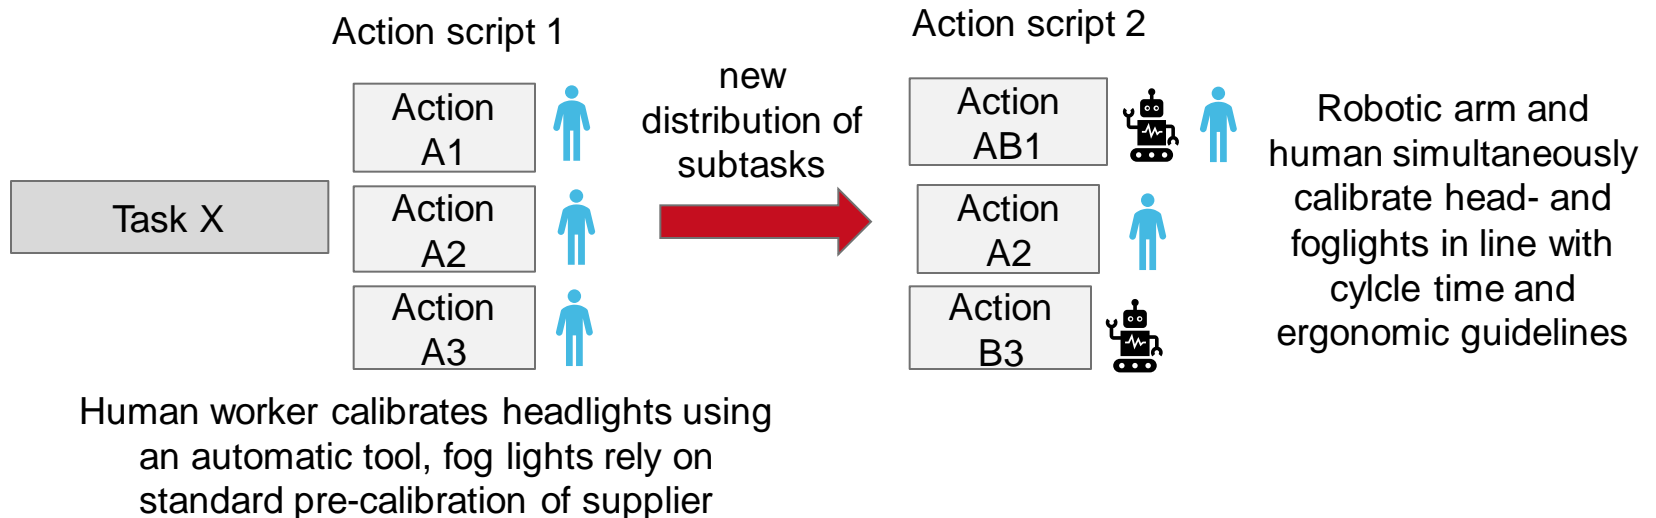 Action script 1
Action
A1
Task X
Action
A2
Action
A3
Human worker calibrates headlights using
an automatic tool, fog lights rely on
standard pre-calibration of supplier
new
distribution of
subtasks
Action script 2
Action
AB1
Action
A2
Action
B3
Robotic arm and
human simultaneously
calibrate head- and
foglights in line with
cylcle time and
ergonomic guidelines